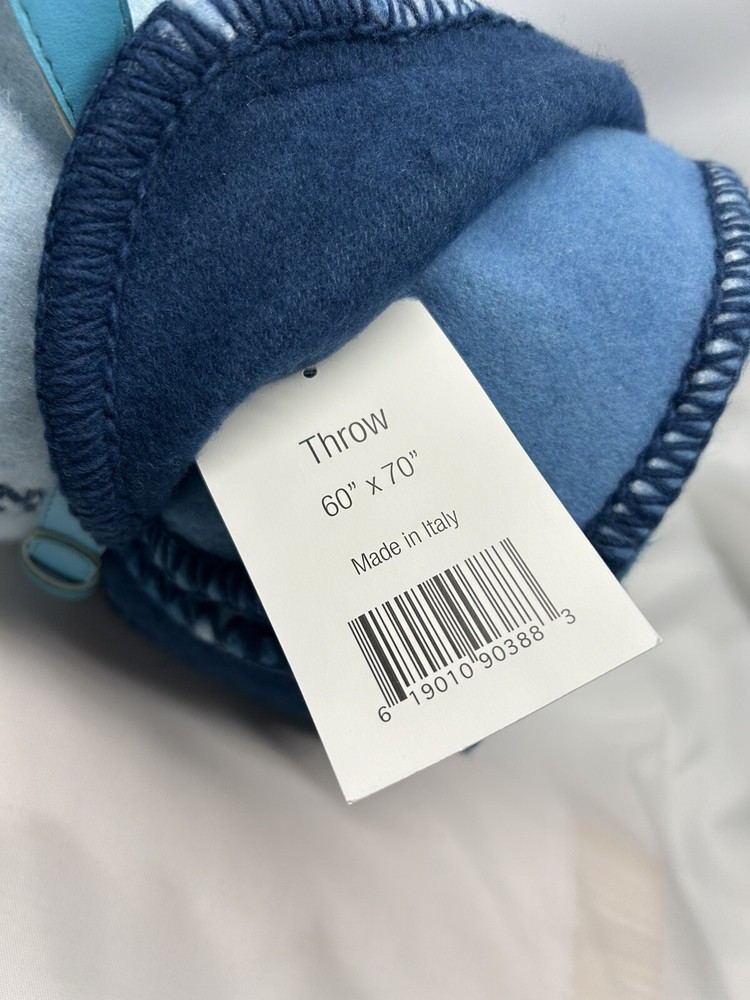 Throw
60” x 70”
Made in Italy
6 19010 90388 3